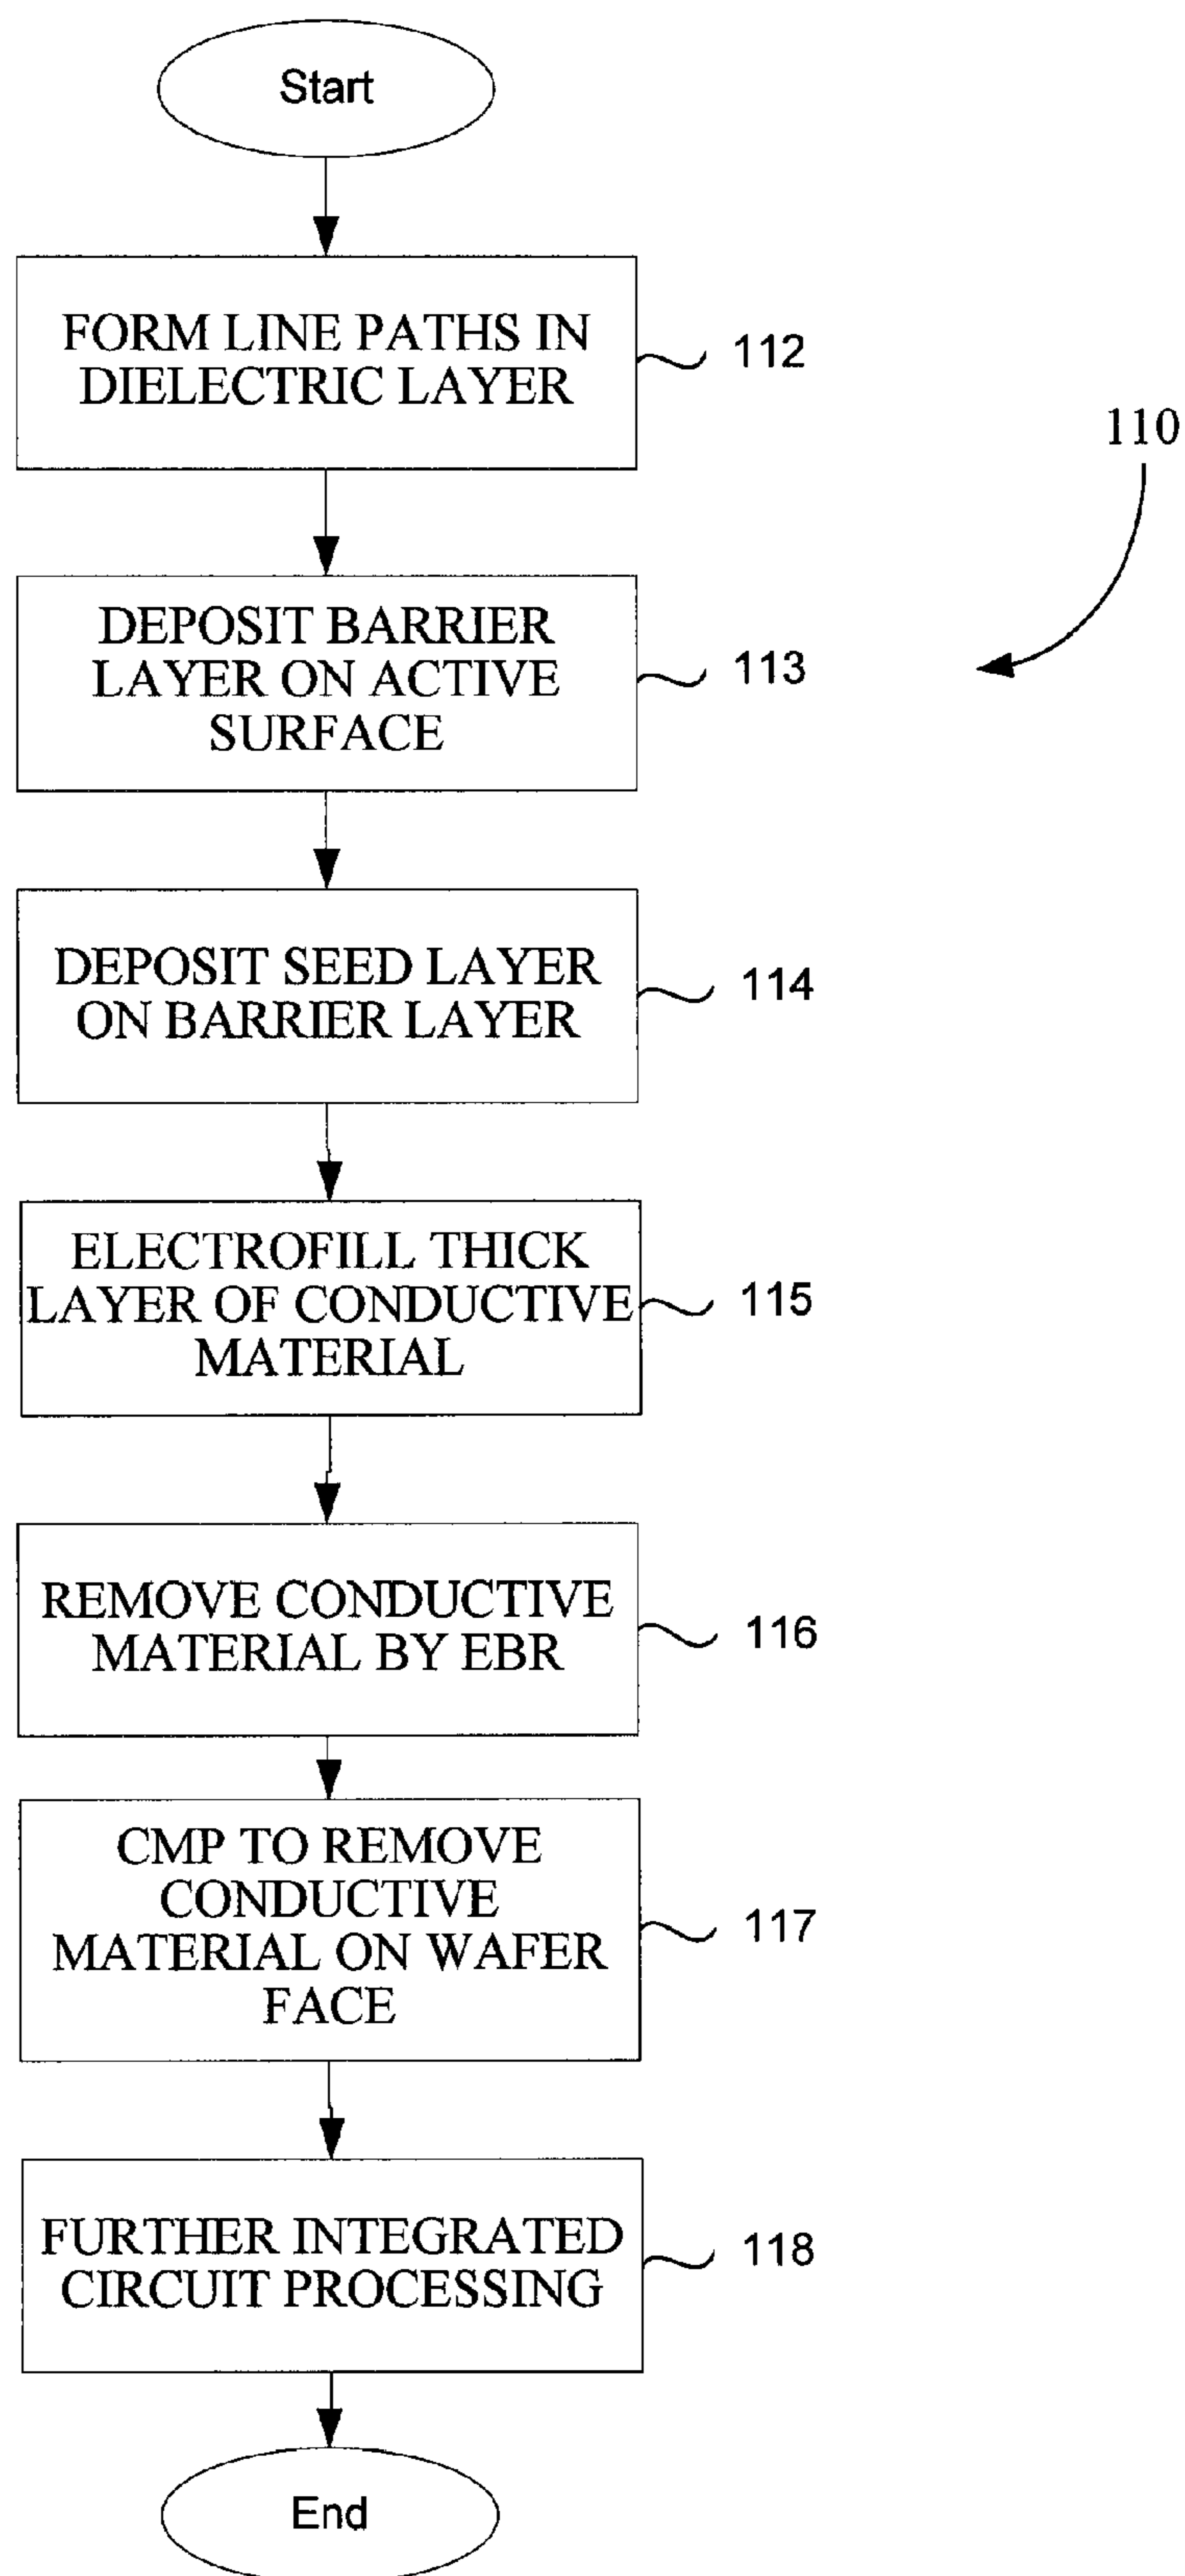 Start
FORM LINE PATHS IN
DIELECTRIC LAYER
112
110
DEPOSIT BARRIER
LAYER ON ACTIVE
SURFACE
113
DEPOSIT SEED LAYER
ON BARRIER LAYER
114
ELECTROFILL THICK
LAYER OF CONDUCTIVE
MATERIAL
115
REMOVE CONDUCTIVE
MATERIAL BY EBR
116
CMP TO REMOVE
CONDUCTIVE
MATERIAL ON WAFER
FACE
117
FURTHER INTEGRATED
CIRCUIT PROCESSING
118
End